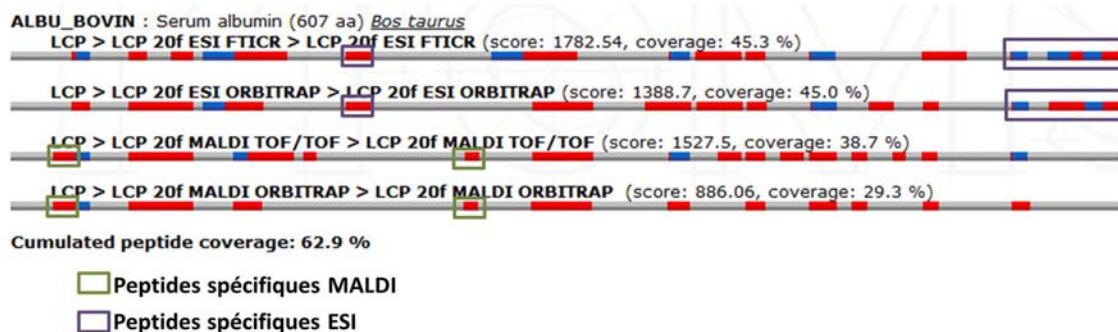 ALBU_BOVIN : Serum albumin (607 aa) Bos taurus
LCP > LCP 20f ESI FTICR > LCP 20f ESI FTICR (score: 1782.54, coverage: 45.3 %)
LCP > LCP 20f ESI ORBITRAP > LCP 20f ESI ORBITRAP (score: 1388.7, coverage: 45.0 %)
LCP > LCP 20f MALDI TOF/TOF > LCP 20f MALDI TOF/TOF (score: 1527.5, coverage: 38.7 %)
LCP > LCP 20f MALDI ORBITRAP > LCP 20f MALDI ORBITRAP (score: 886.06, coverage: 29.3 %)
Cumulated peptide coverage: 62.9 %
Peptides spécifiques MALDI
Peptides spécifiques ESI